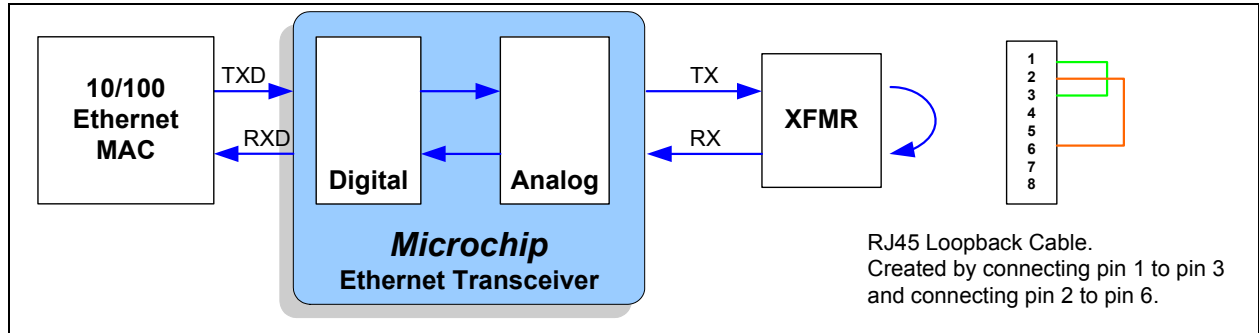 10/100
Ethernet
MAC
TXD
RXD
Digital
Analog
Microchip
Ethernet Transceiver
TX
RX
XFMR
1
2
3
4
5
6
7
8
RJ45 Loopback Cable.
Created by connecting pin 1 to pin 3
and connecting pin 2 to pin 6.